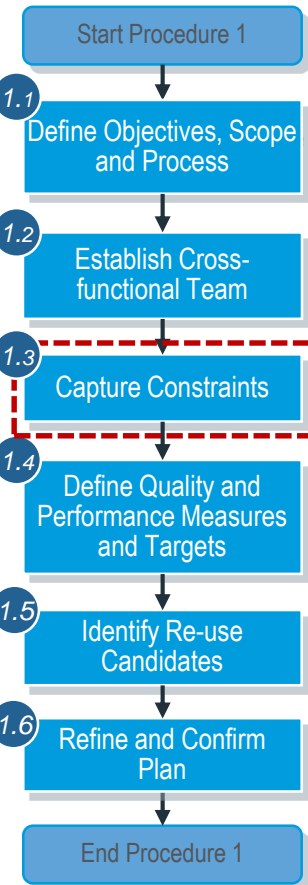 Start Procedure 1
1.1
Define Objectives, Scope
and Process
1.2
Establish Cross-
functional Team
1.3
Capture Constraints
1.4
Define Quality and
Performance Measures
and Targets
1.5
Identify Re-use
Candidates
1.6
Refine and Confirm
Plan
End Procedure 1